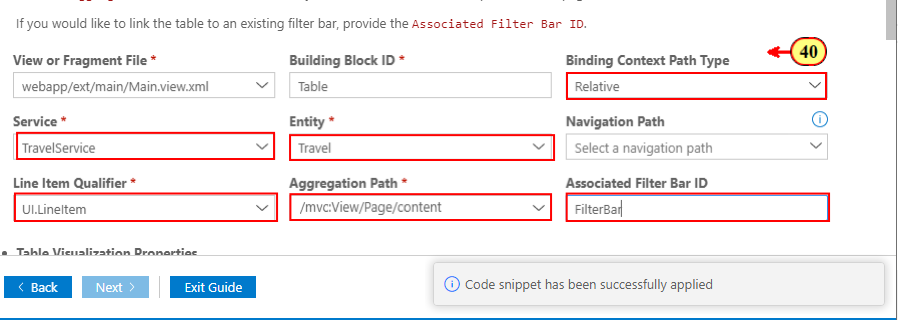 If you would like to link the table to an existing filter bar, provide the Associated Filter Bar ID.
40
View or Fragment File * Building Block ID * Binding Context Path Type
webapp/ext/main/Main.view.xml Table Relative
Service * Entity * Navigation Path
TravelService Travel Select a navigation path
Line Item Qualifier * Aggregation Path * Associated Filter Bar ID
UI.LineItem /mvc:View/Page/content FilterBar
• Table Visualization Properties
< Back Next > Exit Guide Code snippet has been successfully applied